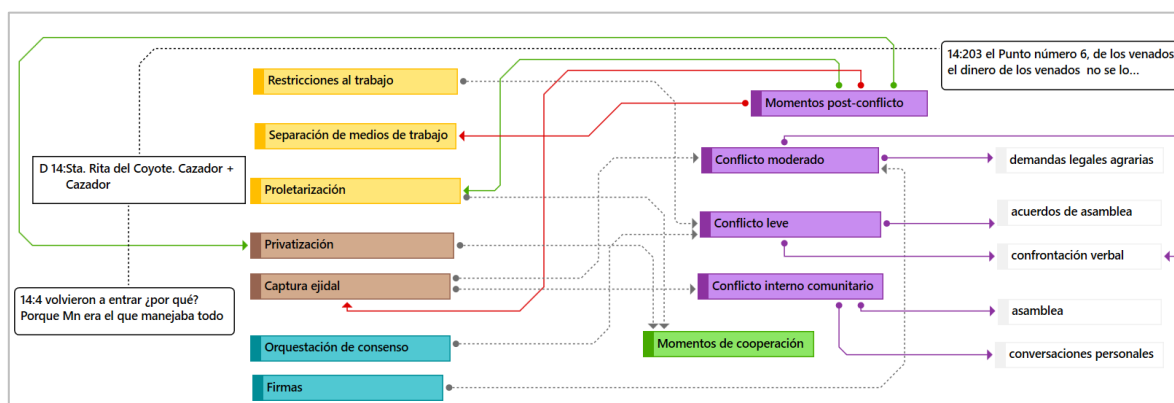 14:203 el Punto número 6, de los venados
el dinero de los venados no se lo...
Restricciones al trabajo
Momentos post-conflicto
Separación de medios de trabajo
Conflicto moderado
demandas legales agrarias
D 14:Sta. Rita del Coyote. Cazador +
Cazador
Proletarización
acuerdos de asamblea
Conflicto leve
Privatización
confrontación verbal
Captura ejidal
Conflicto interno comunitario
14:4 volvieron a entrar ¿por qué?
Porque Mn era el que manejaba todo
asamblea
Orquestación de consenso
Momentos de cooperación
conversaciones personales
Firmas